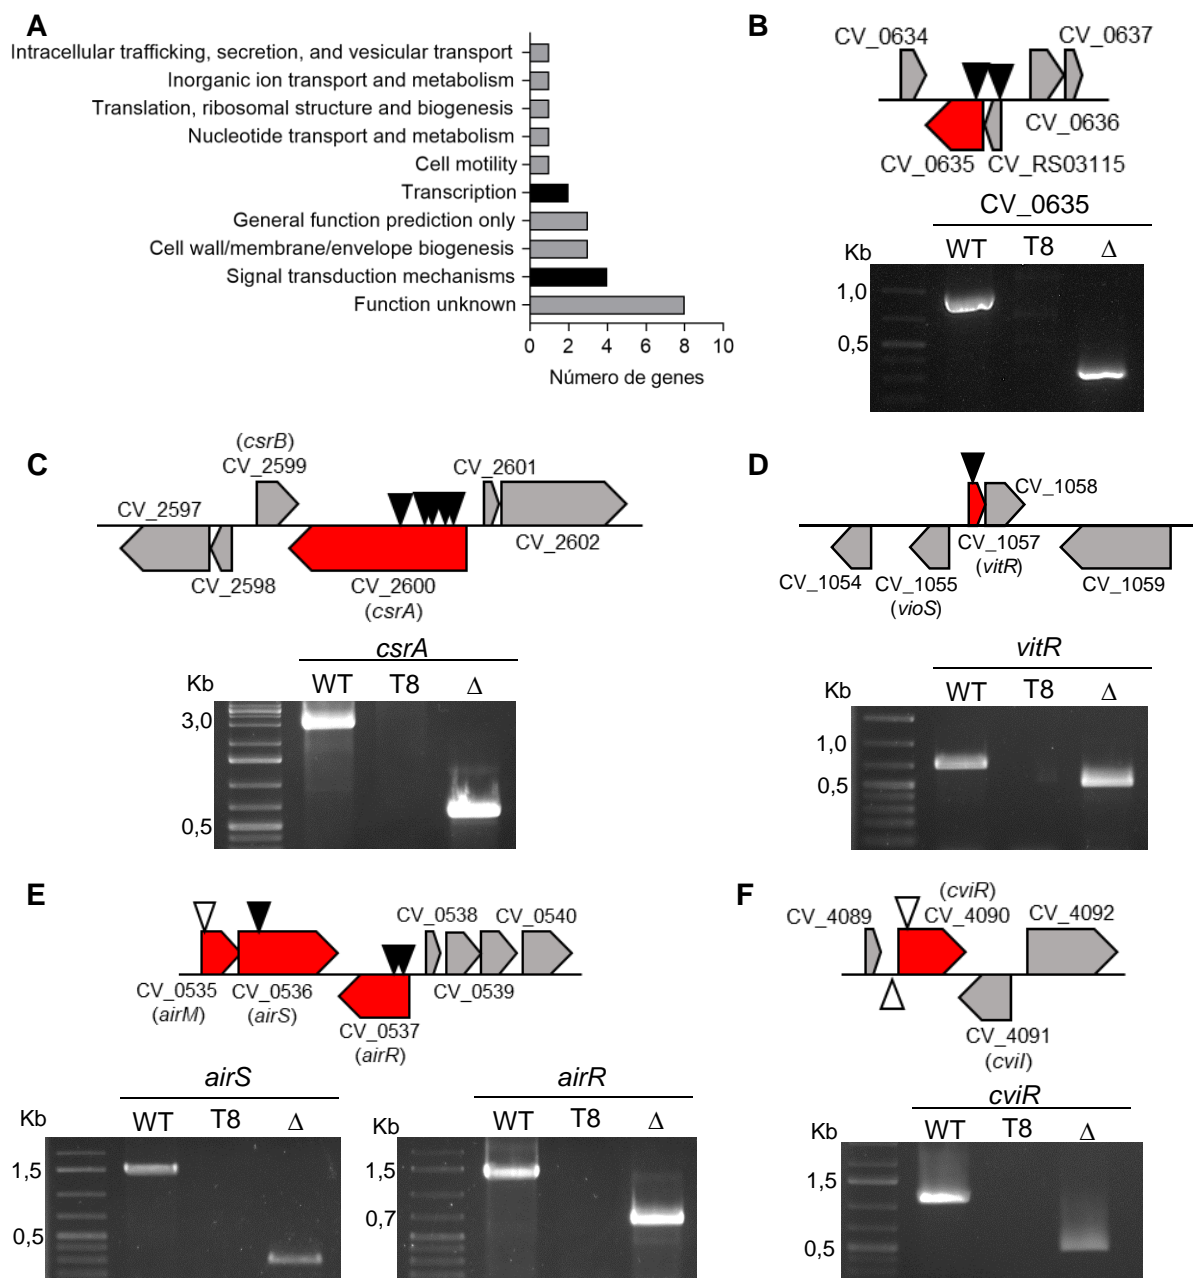 A
Intracellular trafficking, secretion, and vesicular transport
Inorganic ion transport and metabolism
Translation, ribosomal structure and biogenesis
Nucleotide transport and metabolism
Cell motility
Transcription
General function prediction only
Cell wall/membrane/envelope biogenesis
Signal transduction mechanisms
Function unknown
0 2 4 6 8 10
Número de genes
B
CV_0634 CV_0637
CV_0636
CV_0635 CV_RS03115
CV_0635
Kb WT T8 Δ
1,0
0,5
C
(csrB)
CV_2599 CV_2601
CV_2597
CV_2602
CV_2598 CV_2600
(csrA)
csrA
Kb WT T8 Δ
3,0
0,5
D
CV_1058
CV_1057
(vitR)
CV_1054 CV_1055 CV_1059
(vioS)
vitR
Kb WT T8 Δ
1,0
0,5
E
CV_0538 CV_0540
CV_0535 CV_0536 CV_0539
(airM) (airS)
CV_0537
(airR)
airS
Kb WT T8 Δ
1,5
0,5
airR
Kb WT T8 Δ
1,5
0,7
F
(cviR)
CV_4089 CV_4090 CV_4092
CV_4091
(cviI)
cviR
Kb WT T8 Δ
1,5
0,5